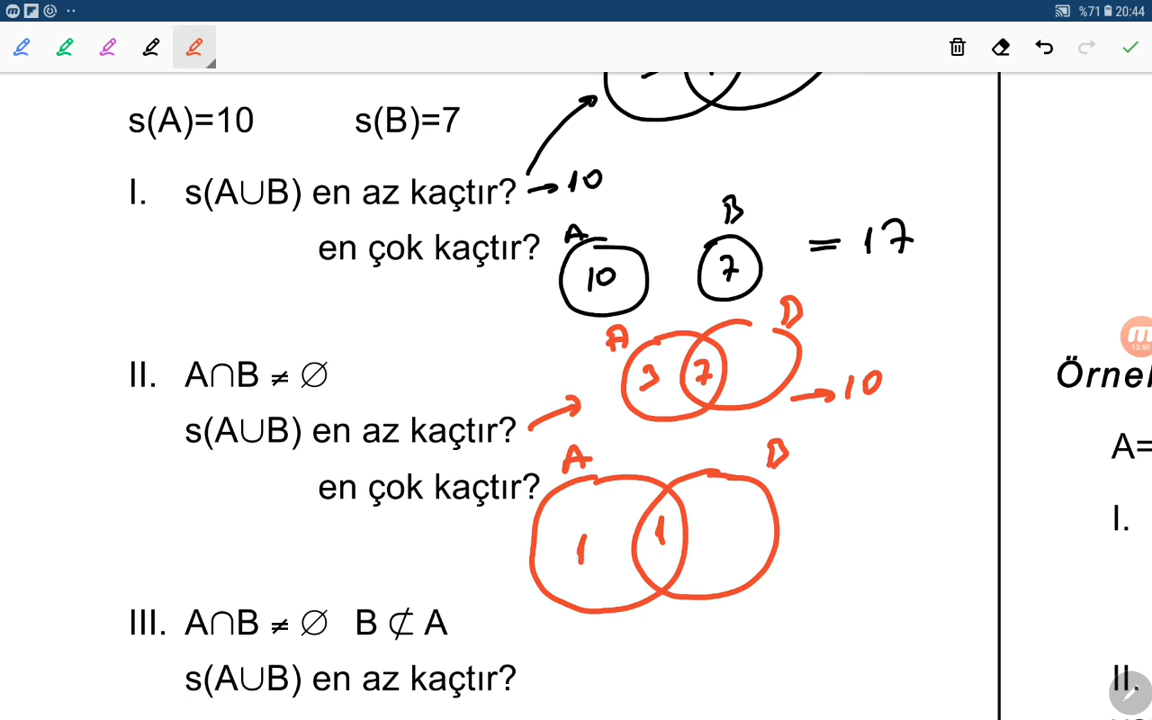 %71 20:44
s(A)=10 s(B)=7
I. s(A∪B) en az kaçtır? → 10
en çok kaçtır? A 10 B 7 = 17
II. A∩B ≠ ∅ A 3 7 B → 10
s(A∪B) en az kaçtır?
en çok kaçtır? A 1 1 B
III. A∩B ≠ ∅ B ⊄ A
s(A∪B) en az kaçtır?
Örnel
A=
I.
II.